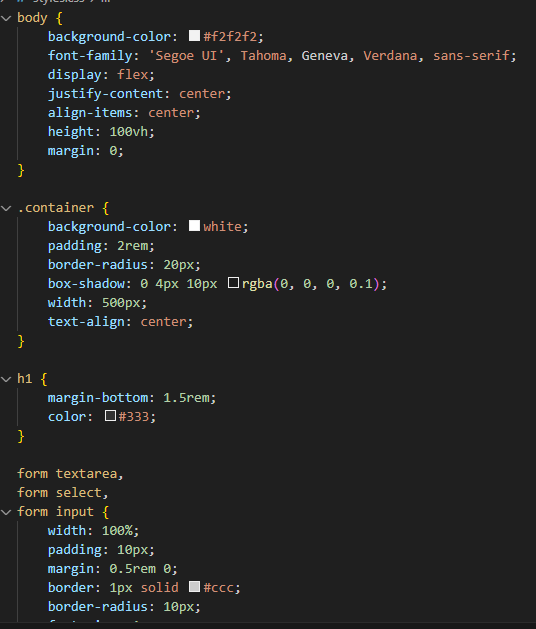 body {
    background-color: #f2f2f2;
    font-family: 'Segoe UI', Tahoma, Geneva, Verdana, sans-serif;
    display: flex;
    justify-content: center;
    align-items: center;
    height: 100vh;
    margin: 0;
}

.container {
    background-color: white;
    padding: 2rem;
    border-radius: 20px;
    box-shadow: 0 4px 10px rgba(0, 0, 0, 0.1);
    width: 500px;
    text-align: center;
}

h1 {
    margin-bottom: 1.5rem;
    color: #333;
}

form textarea,
form select,
form input {
    width: 100%;
    padding: 10px;
    margin: 0.5rem 0;
    border: 1px solid #ccc;
    border-radius: 10px;